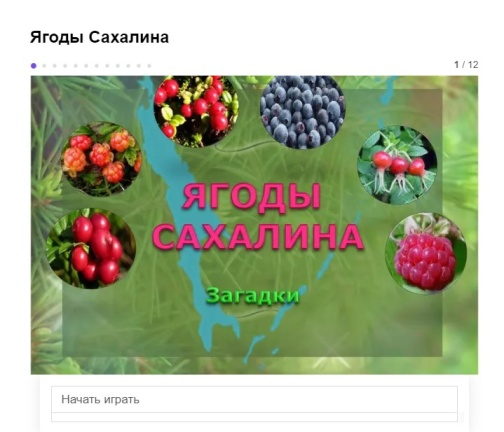 Ягоды Сахалина
1 / 12
ЯГОДЫ
САХАЛИНА
Загадки
Начать играть